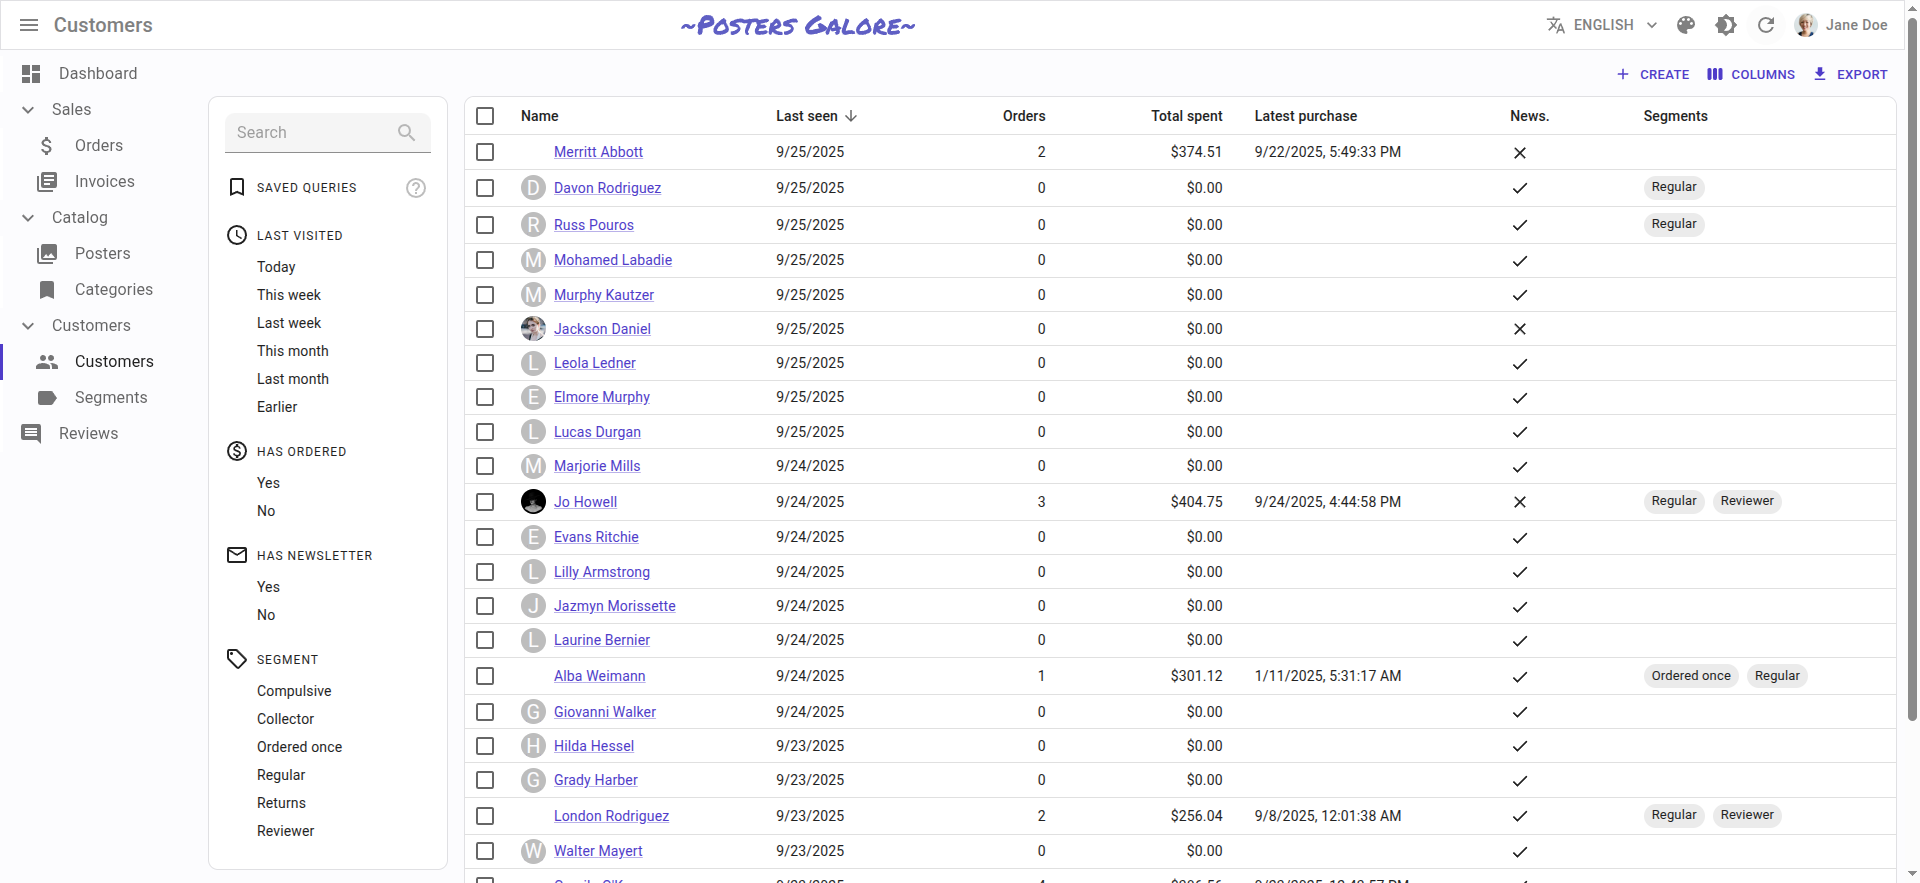 Customers
~Posters Galore~
ENGLISH
Jane Doe
Dashboard
Sales
Orders
Invoices
Catalog
Posters
Categories
Customers
Customers
Segments
Reviews
CREATE
COLUMNS
EXPORT
Search
SAVED QUERIES
LAST VISITED
Today
This week
Last week
This month
Last month
Earlier
HAS ORDERED
Yes
No
HAS NEWSLETTER
Yes
No
SEGMENT
Compulsive
Collector
Ordered once
Regular
Returns
Reviewer
Name Last seen Orders Total spent Latest purchase News. Segments
Merritt Abbott 9/25/2025 2 $374.51 9/22/2025, 5:49:33 PM
D Davon Rodriguez 9/25/2025 0 $0.00 Regular
R Russ Pouros 9/25/2025 0 $0.00 Regular
M Mohamed Labadie 9/25/2025 0 $0.00
M Murphy Kautzer 9/25/2025 0 $0.00
Jackson Daniel 9/25/2025 0 $0.00
L Leola Ledner 9/25/2025 0 $0.00
E Elmore Murphy 9/25/2025 0 $0.00
L Lucas Durgan 9/25/2025 0 $0.00
M Marjorie Mills 9/24/2025 0 $0.00
Jo Howell 9/24/2025 3 $404.75 9/24/2025, 4:44:58 PM Regular Reviewer
E Evans Ritchie 9/24/2025 0 $0.00
L Lilly Armstrong 9/24/2025 0 $0.00
J Jazmyn Morissette 9/24/2025 0 $0.00
L Laurine Bernier 9/24/2025 0 $0.00
Alba Weimann 9/24/2025 1 $301.12 1/11/2025, 5:31:17 AM Ordered once Regular
G Giovanni Walker 9/24/2025 0 $0.00
H Hilda Hessel 9/23/2025 0 $0.00
G Grady Harber 9/23/2025 0 $0.00
London Rodriguez 9/23/2025 2 $256.04 9/8/2025, 12:01:38 AM Regular Reviewer
W Walter Mayert 9/23/2025 0 $0.00